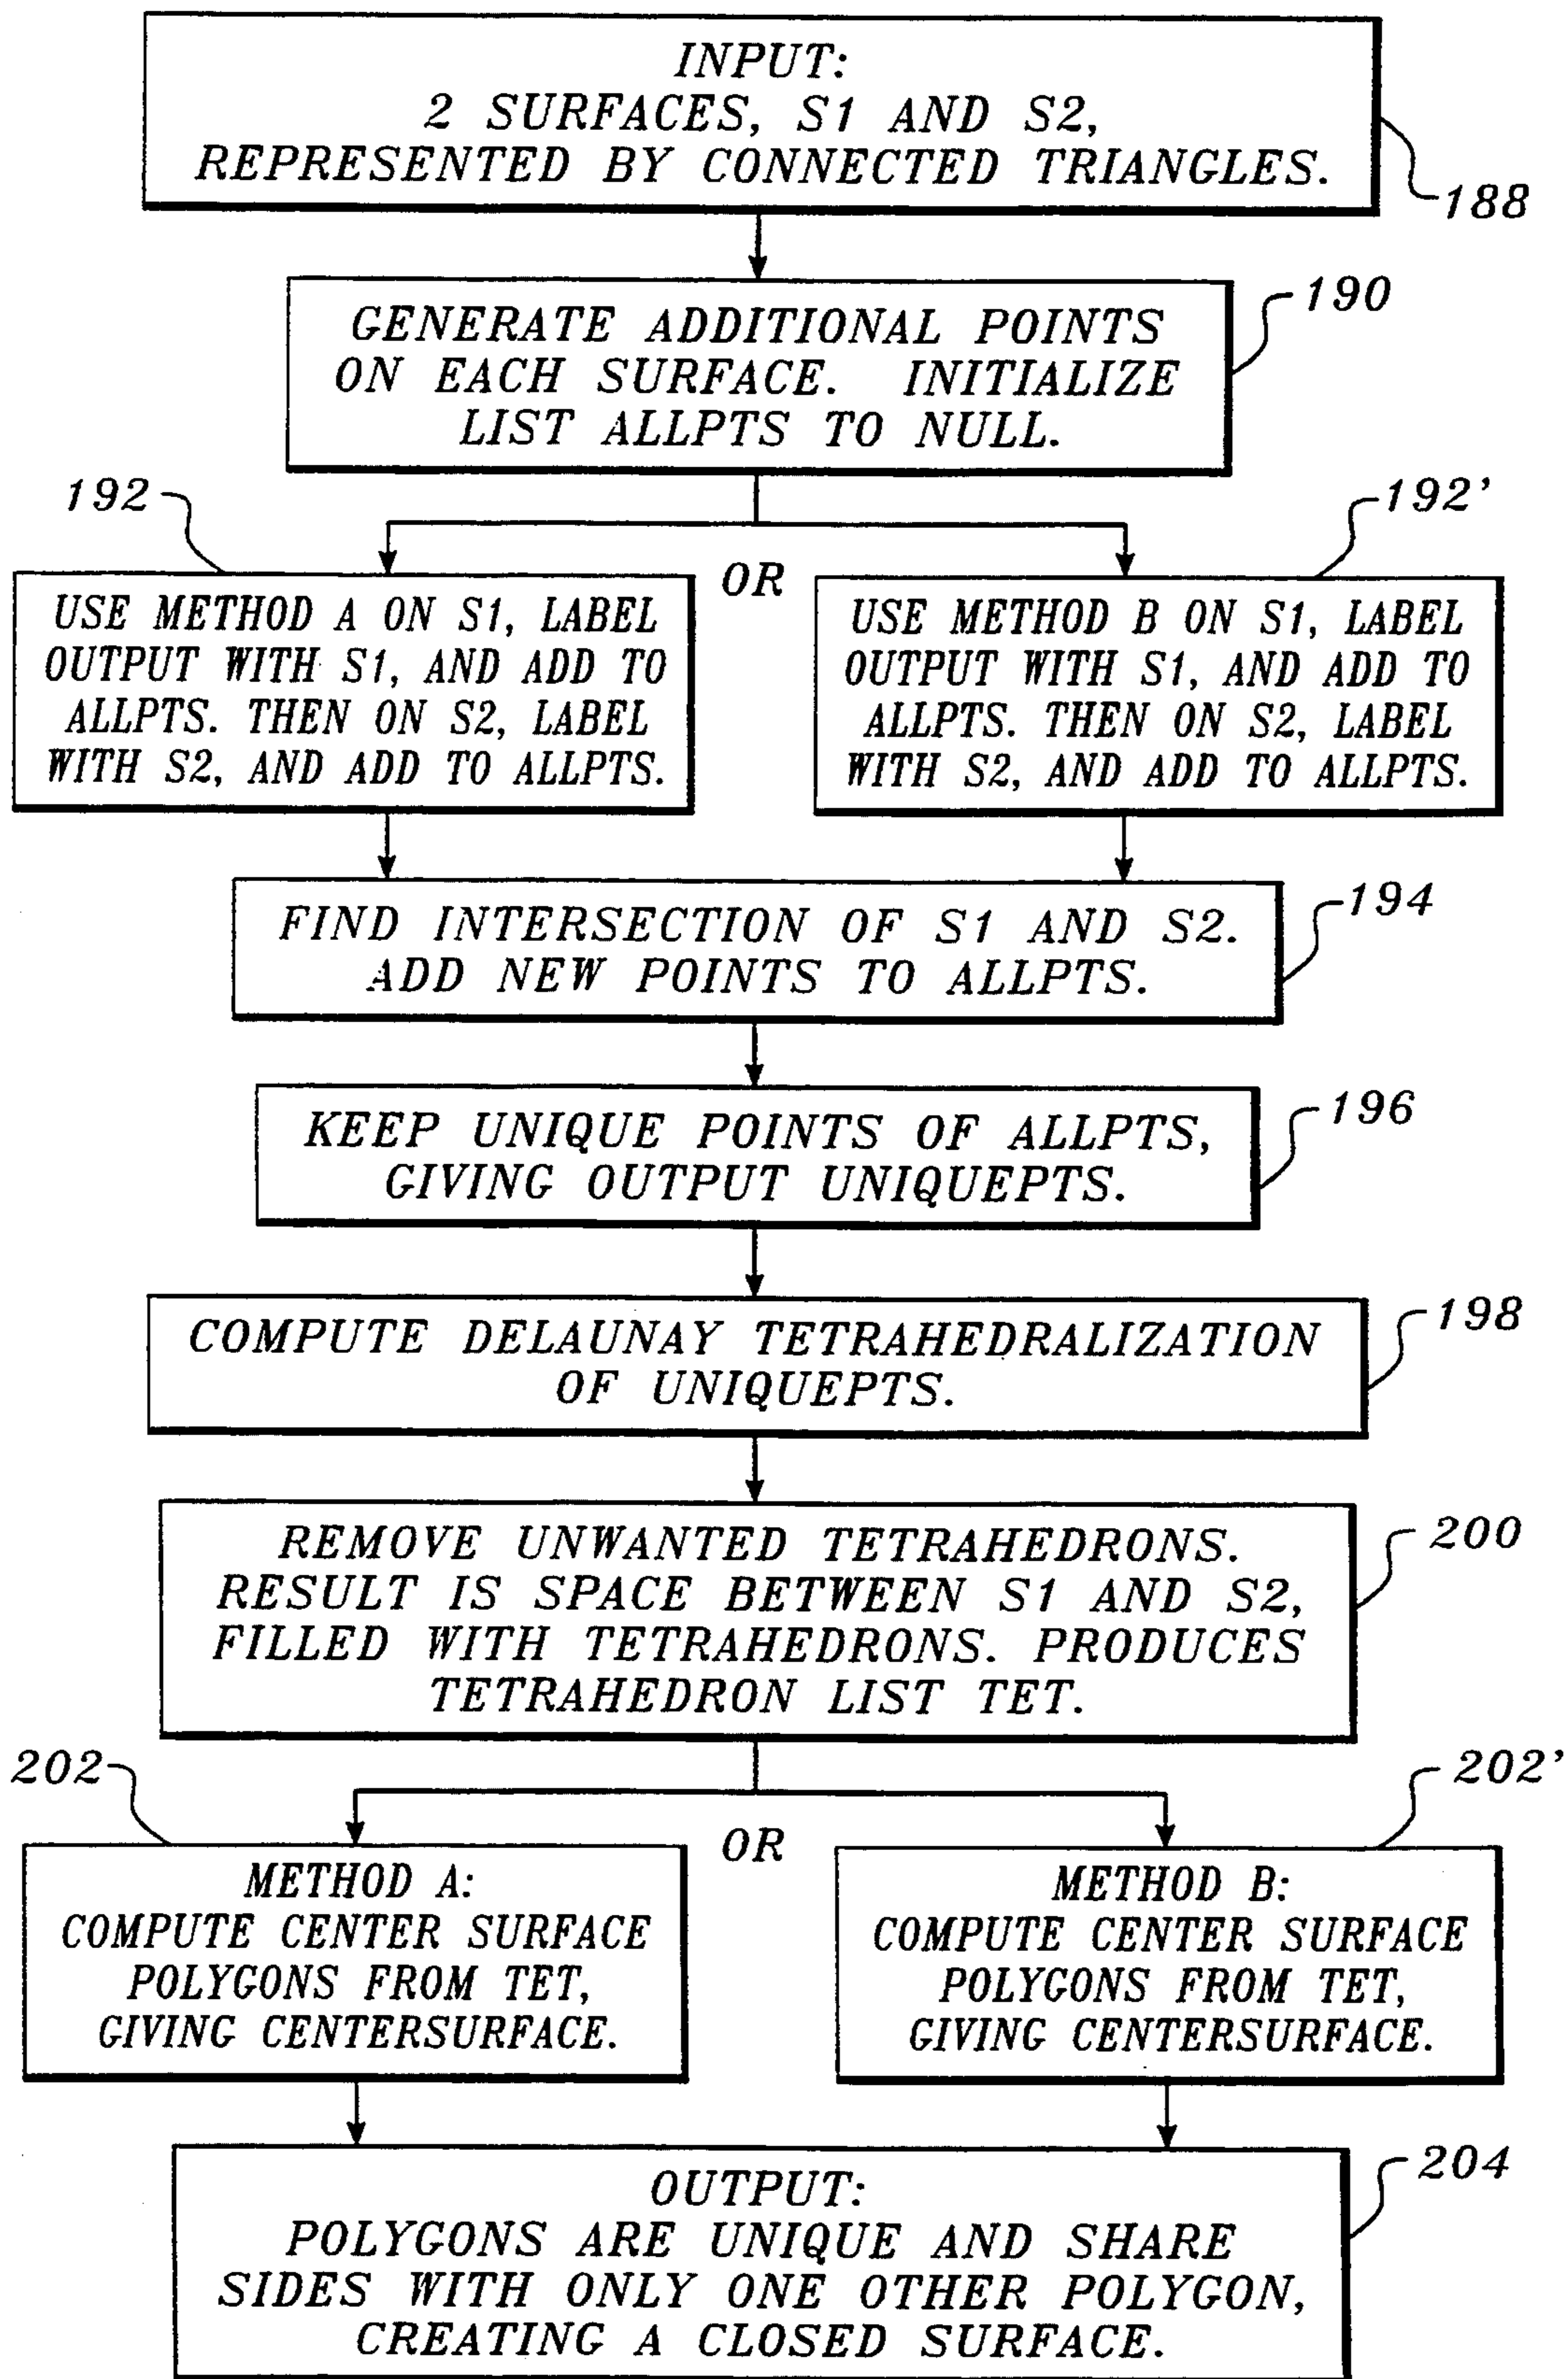 INPUT:
2 SURFACES, S1 AND S2,
REPRESENTED BY CONNECTED TRIANGLES.
188
GENERATE ADDITIONAL POINTS
ON EACH SURFACE. INITIALIZE
LIST ALLPTS TO NULL.
190
192
USE METHOD A ON S1, LABEL
OUTPUT WITH S1, AND ADD TO
ALLPTS. THEN ON S2, LABEL
WITH S2, AND ADD TO ALLPTS.
OR
192'
USE METHOD B ON S1, LABEL
OUTPUT WITH S1, AND ADD TO
ALLPTS. THEN ON S2, LABEL
WITH S2, AND ADD TO ALLPTS.
FIND INTERSECTION OF S1 AND S2.
ADD NEW POINTS TO ALLPTS.
194
KEEP UNIQUE POINTS OF ALLPTS,
GIVING OUTPUT UNIQUEPTS.
196
COMPUTE DELAUNAY TETRAHEDRALIZATION
OF UNIQUEPTS.
198
REMOVE UNWANTED TETRAHEDRONS.
RESULT IS SPACE BETWEEN S1 AND S2,
FILLED WITH TETRAHEDRONS. PRODUCES
TETRAHEDRON LIST TET.
200
202
METHOD A:
COMPUTE CENTER SURFACE
POLYGONS FROM TET,
GIVING CENTERSURFACE.
OR
202'
METHOD B:
COMPUTE CENTER SURFACE
POLYGONS FROM TET,
GIVING CENTERSURFACE.
OUTPUT:
POLYGONS ARE UNIQUE AND SHARE
SIDES WITH ONLY ONE OTHER POLYGON,
CREATING A CLOSED SURFACE.
204